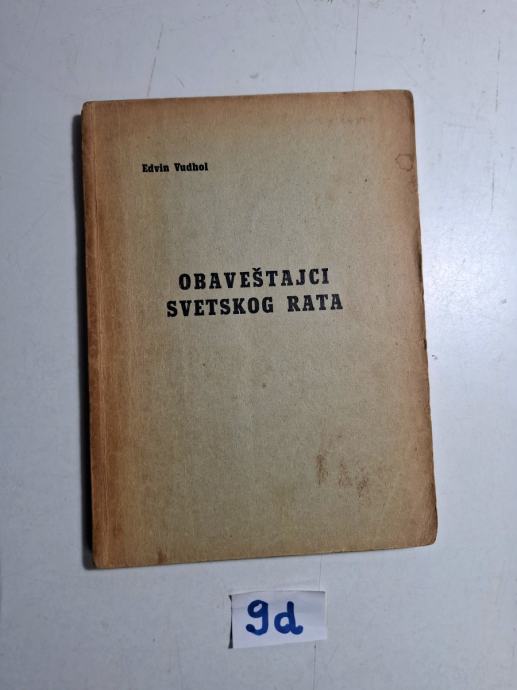 Edvin Vudhol
OBAVEŠTAJCI
SVETSKOG RATA
9d